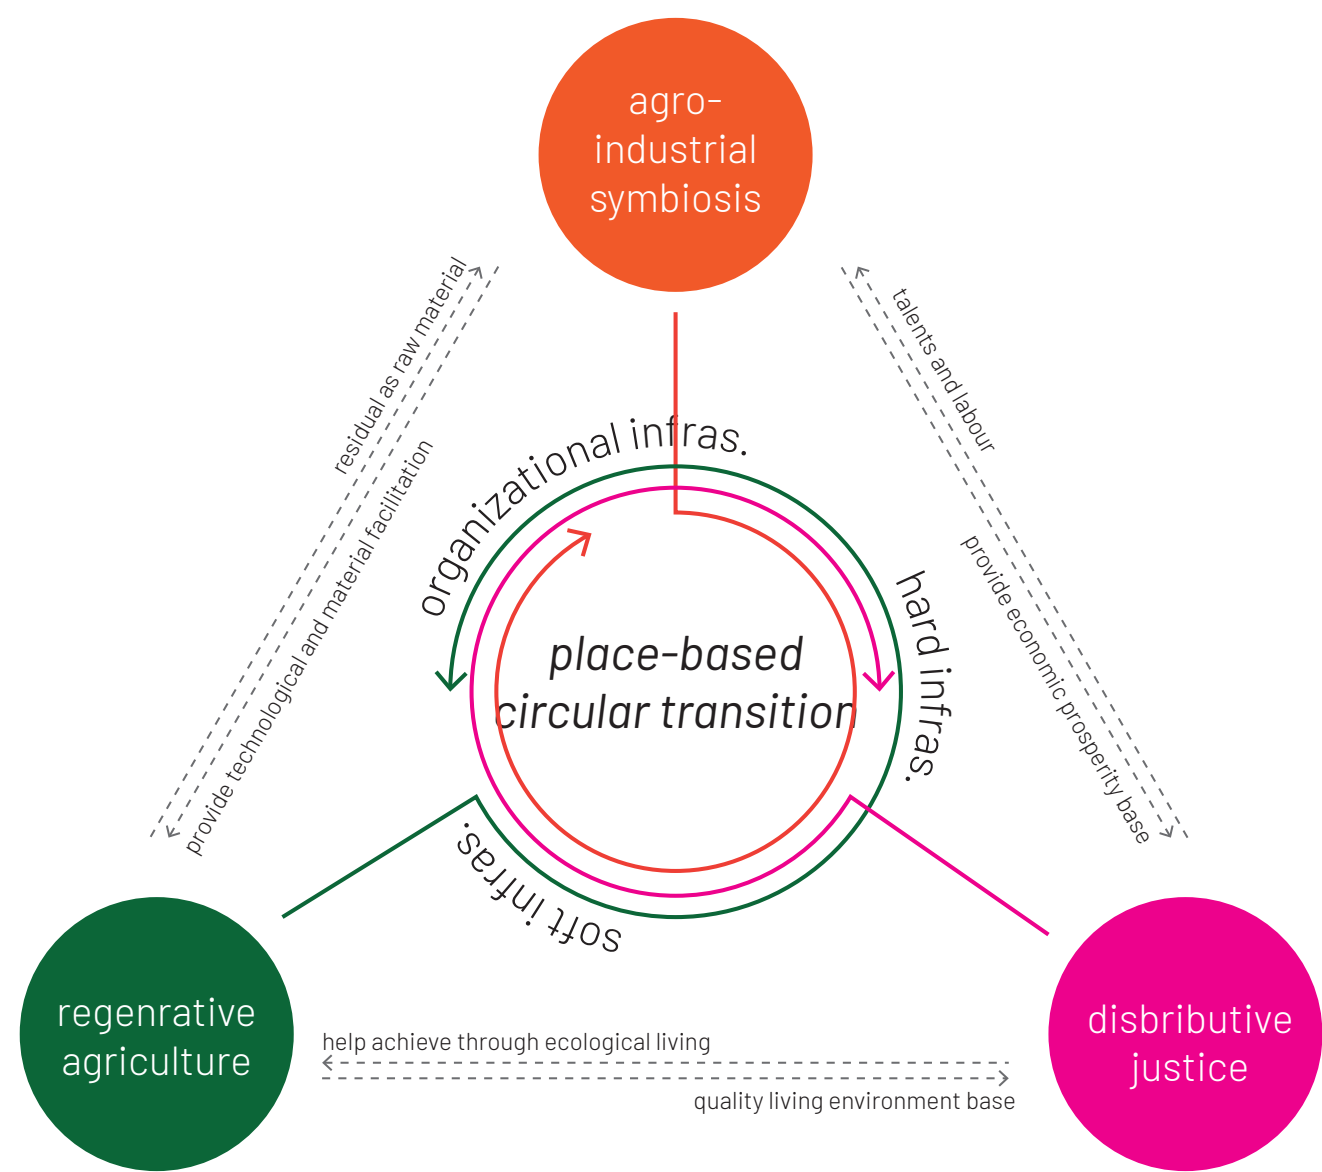 agro-
industrial
symbiosis
residual as raw material
provide technological and material facilitation
talents and labour
provide economic prosperity base
organizational infras.
hard infras.
soft infras.
place-based
circular transition
regenrative
agriculture
disbributive
justice
help achieve through ecological living
quality living environment base